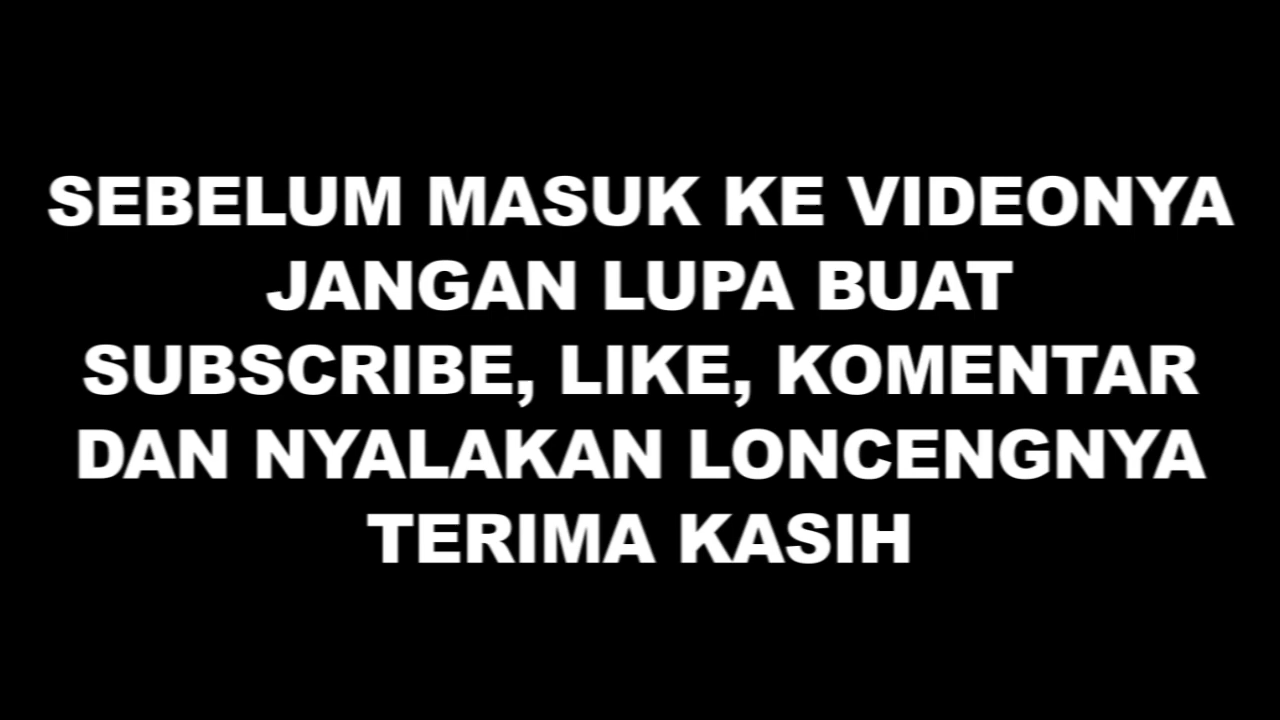 SEBELUM MASUK KE VIDEONYA
JANGAN LUPA BUAT
SUBSCRIBE, LIKE, KOMENTAR
DAN NYALAKAN LONCENGNYA
TERIMA KASIH